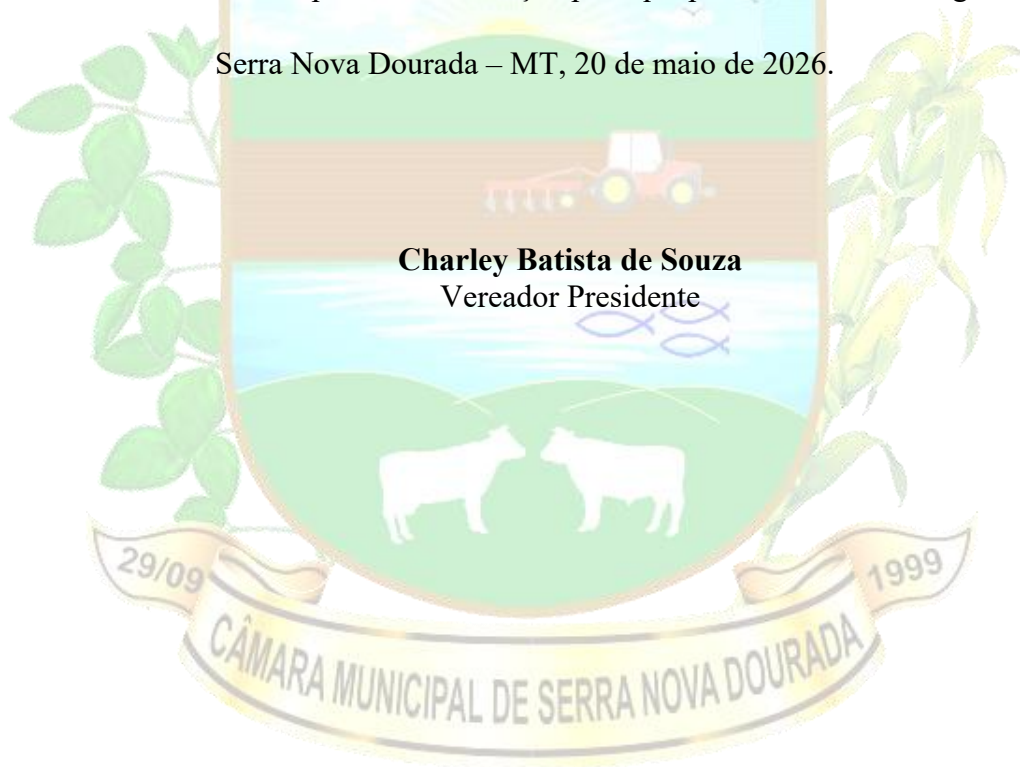 Serra Nova Dourada – MT, 20 de maio de 2026.
Charley Batista de Souza
Vereador Presidente
29/09
1999
CÂMARA MUNICIPAL DE SERRA NOVA DOURADA